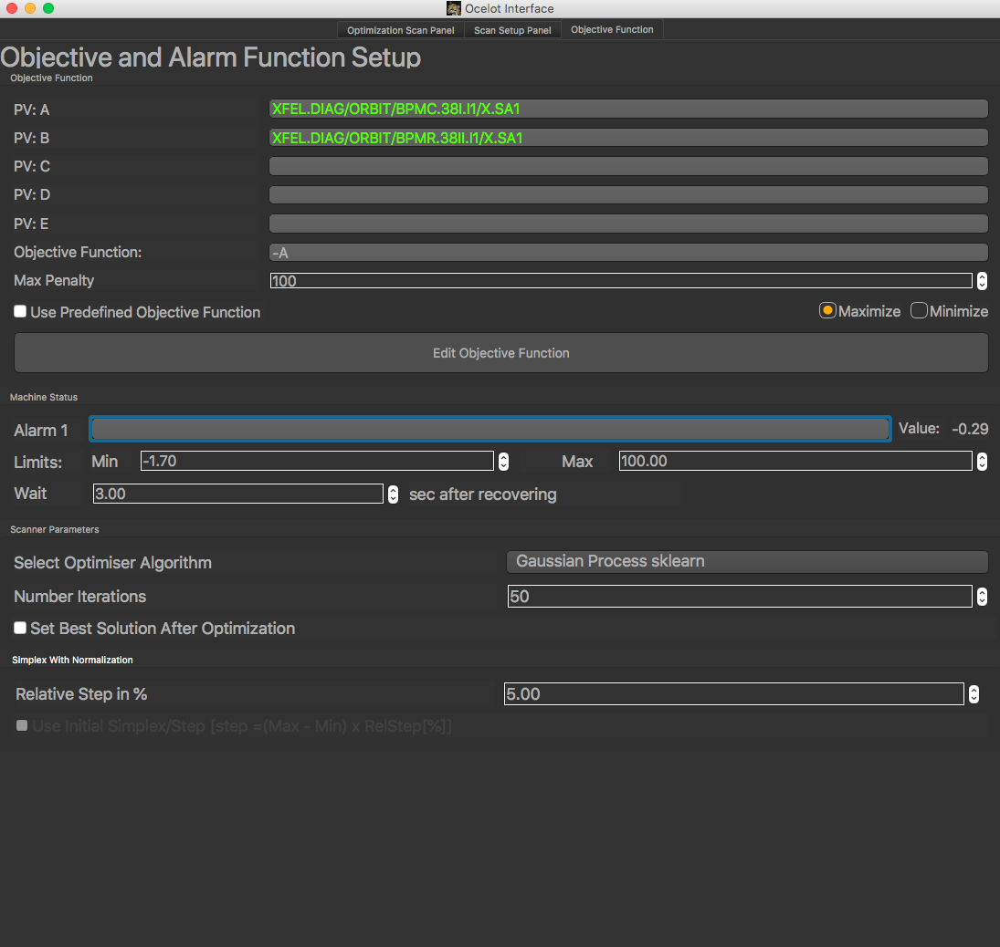 Ocelot Interface
Optimization Scan Panel Scan Setup Panel Objective Function
Objective and Alarm Function Setup
Objective Function
PV: A XFEL.DIAG/ORBIT/BPMC.38I.I1/X.SA1
PV: B XFEL.DIAG/ORBIT/BPMR.38II.I1/X.SA1
PV: C
PV: D
PV: E
Objective Function: -A
Max Penalty 100
Use Predefined Objective Function Maximize Minimize
Edit Objective Function
Machine Status
Alarm 1 Value: -0.29
Limits: Min -1.70 Max 100.00
Wait 3.00 sec after recovering
Scanner Parameters
Select Optimiser Algorithm Gaussian Process sklearn
Number Iterations 50
Set Best Solution After Optimization
Simplex With Normalization
Relative Step in % 5.00
Use Initial Simplex/Step [step =(Max - Min) x RelStep[%]]